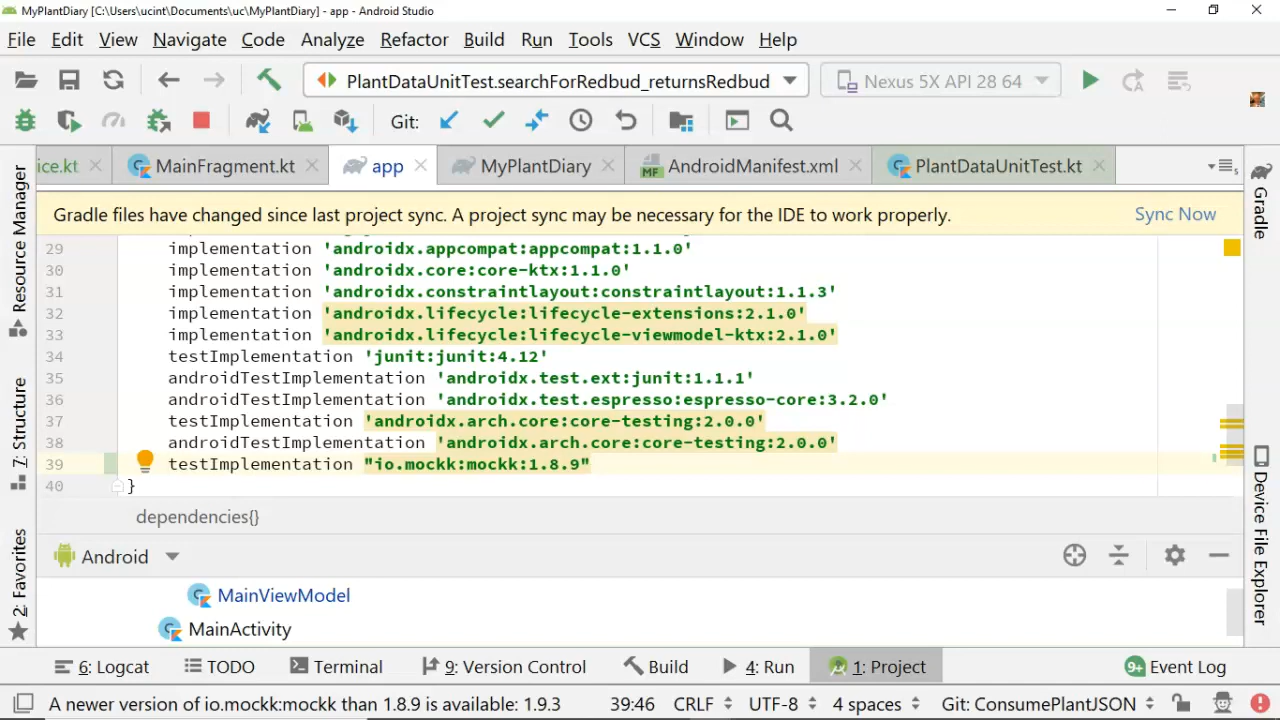 MyPlantDiary [C:\Users\ucint\Documents\uc\MyPlantDiary] - app - Android Studio
File Edit View Navigate Code Analyze Refactor Build Run Tools VCS Window Help
PlantDataUnitTest.searchForRedbud_returnsRedbud Nexus 5X API 28 64
Git:
ice.kt MainFragment.kt app MyPlantDiary MF AndroidManifest.xml PlantDataUnitTest.kt
Gradle files have changed since last project sync. A project sync may be necessary for the IDE to work properly. Sync Now
29 implementation 'androidx.appcompat:appcompat:1.1.0'
30 implementation 'androidx.core:core-ktx:1.1.0'
31 implementation 'androidx.constraintlayout:constraintlayout:1.1.3'
32 implementation 'androidx.lifecycle:lifecycle-extensions:2.1.0'
33 implementation 'androidx.lifecycle:lifecycle-viewmodel-ktx:2.1.0'
34 testImplementation 'junit:junit:4.12'
35 androidTestImplementation 'androidx.test.ext:junit:1.1.1'
36 androidTestImplementation 'androidx.test.espresso:espresso-core:3.2.0'
37 testImplementation 'androidx.arch.core:core-testing:2.0.0'
38 androidTestImplementation 'androidx.arch.core:core-testing:2.0.0'
39 testImplementation "io.mockk:mockk:1.8.9"
40 }
dependencies{}
Android
MainViewModel
MainActivity
Resource Manager
7: Structure
2: Favorites
Gradle
Device File Explorer
6: Logcat TODO Terminal 9: Version Control Build 4: Run 1: Project 9+ Event Log
A newer version of io.mockk:mockk than 1.8.9 is available: 1.9.3 39:46 CRLF UTF-8 4 spaces Git: ConsumePlantJSON